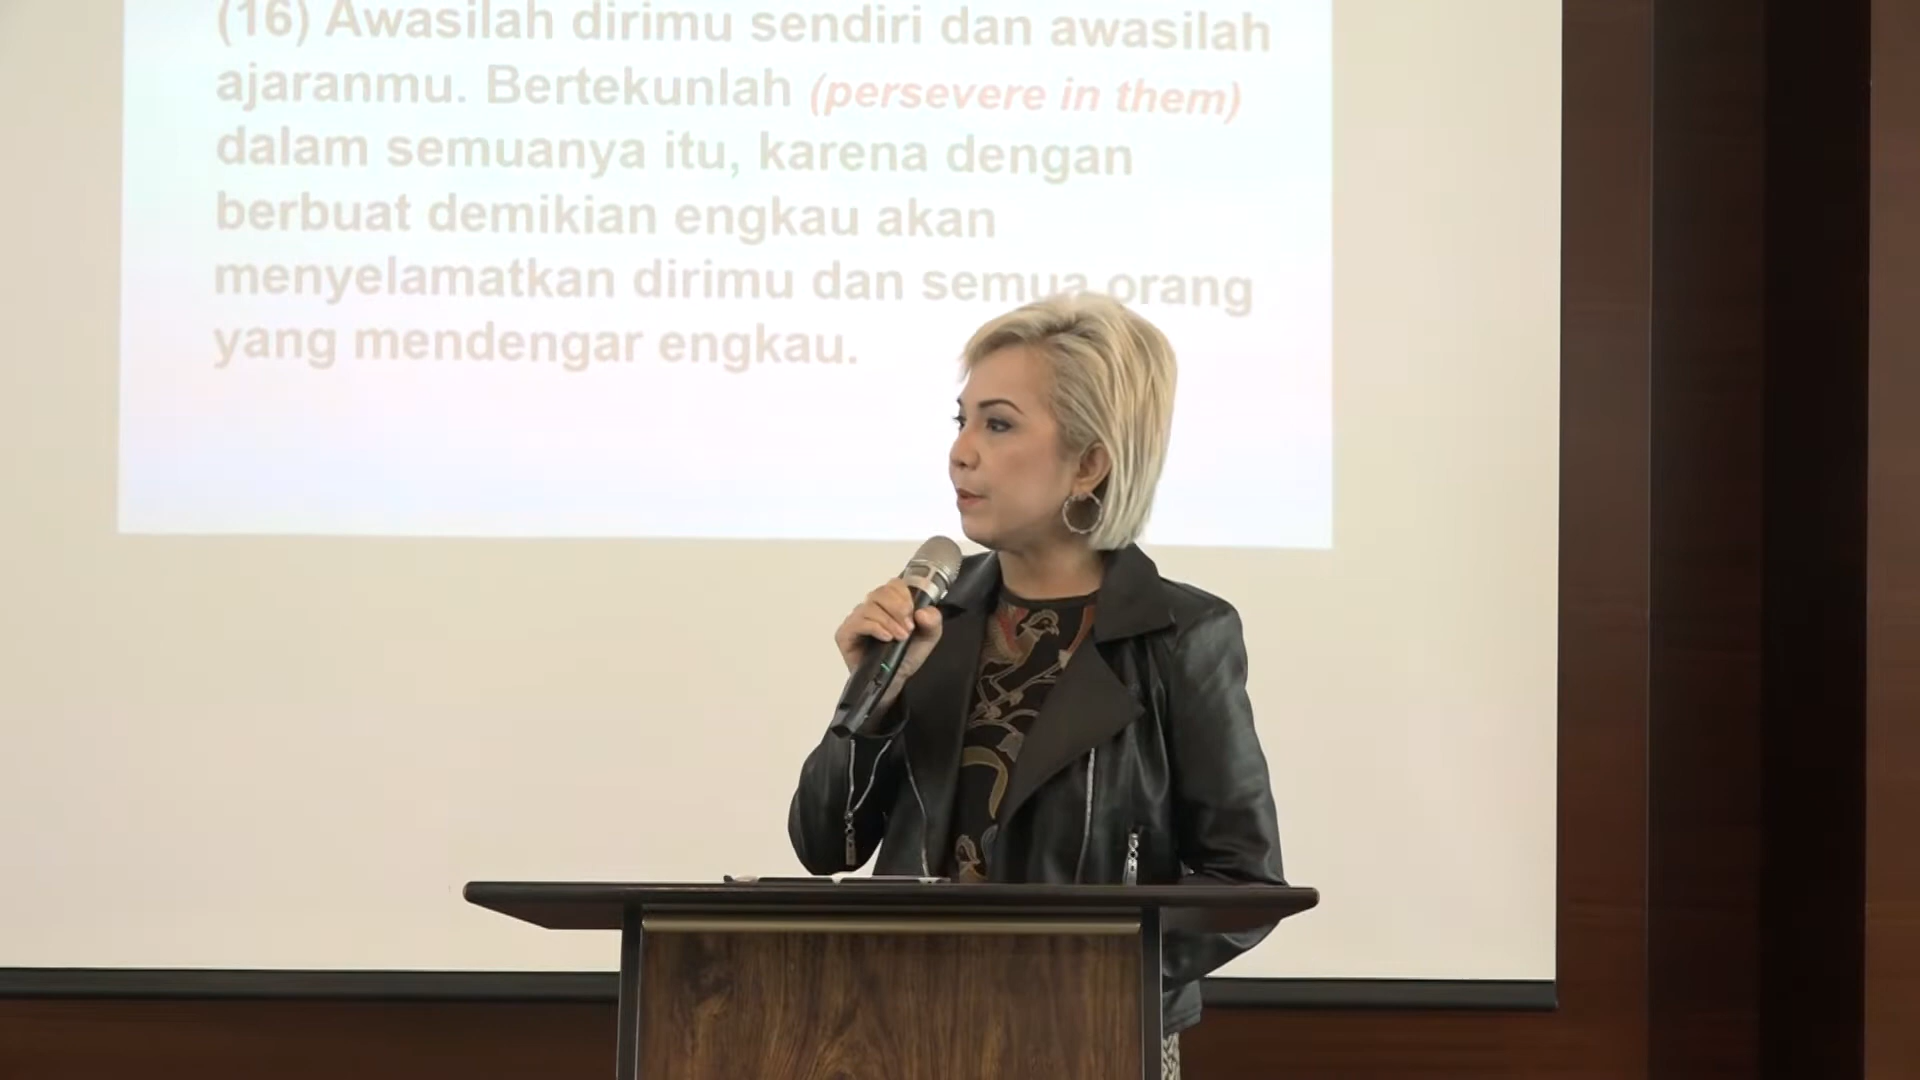 (16) Awasilah dirimu sendiri dan awasilah
ajaranmu. Bertekunlah (persevere in them)
dalam semuanya itu, karena dengan
berbuat demikian engkau akan
menyelamatkan dirimu dan semua orang
yang mendengar engkau.